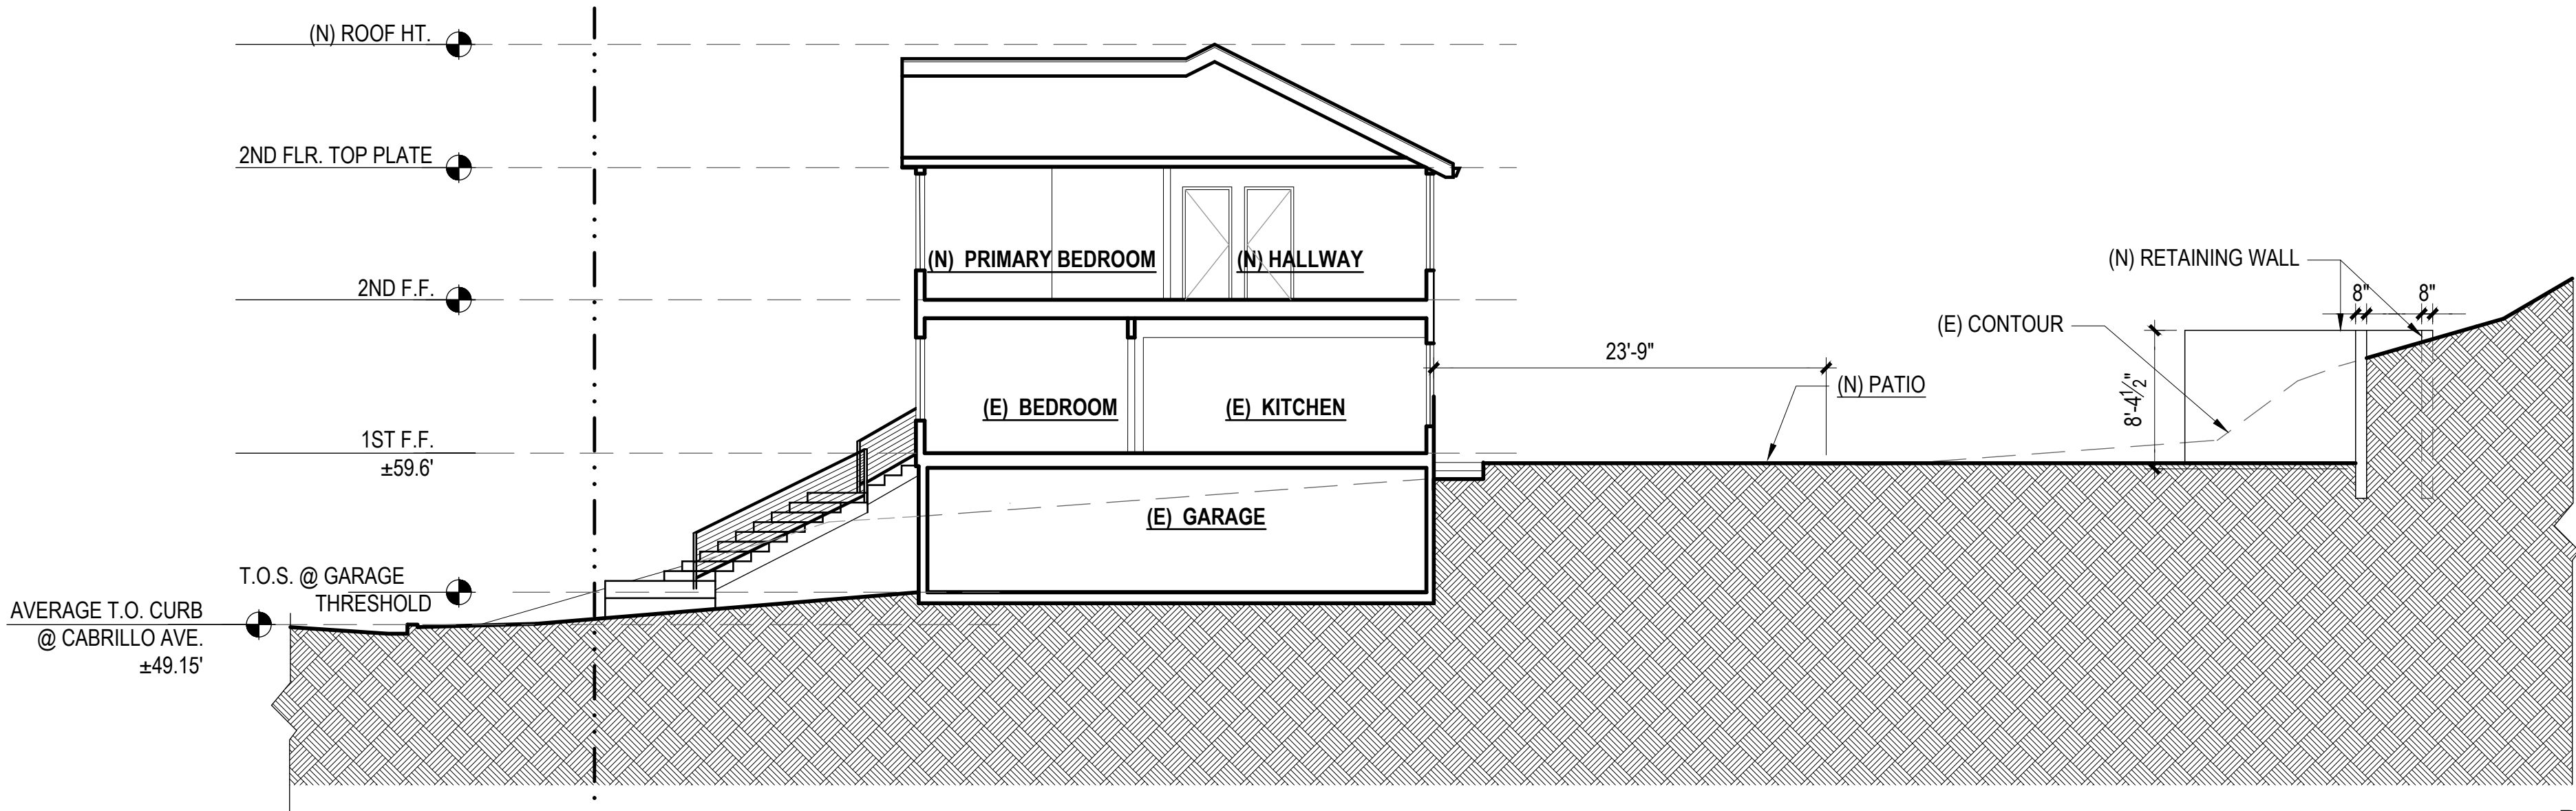 (N) ROOF HT.
2ND FLR. TOP PLATE
2ND F.F.
1ST F.F.
±59.6'
T.O.S. @ GARAGE
THRESHOLD
AVERAGE T.O. CURB
@ CABRILLO AVE.
±49.15'
(N) PRIMARY BEDROOM
(N) HALLWAY
(E) BEDROOM
(E) KITCHEN
(E) GARAGE
23'-9"
(N) PATIO
(N) RETAINING WALL
8"
8"
(E) CONTOUR
8'-4½"